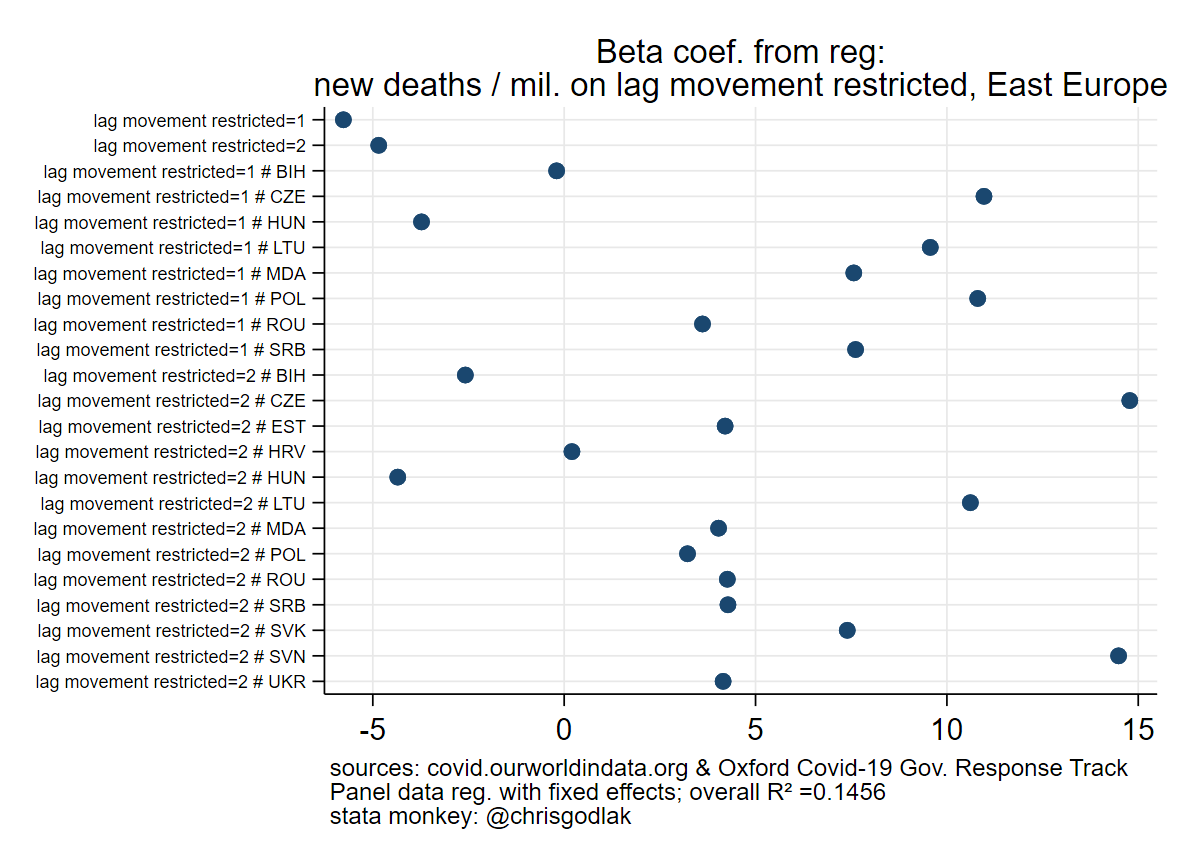 Beta coef. from reg:
new deaths / mil. on lag movement restricted, East Europe
lag movement restricted=1
lag movement restricted=2
lag movement restricted=1 # BIH
lag movement restricted=1 # CZE
lag movement restricted=1 # HUN
lag movement restricted=1 # LTU
lag movement restricted=1 # MDA
lag movement restricted=1 # POL
lag movement restricted=1 # ROU
lag movement restricted=1 # SRB
lag movement restricted=2 # BIH
lag movement restricted=2 # CZE
lag movement restricted=2 # EST
lag movement restricted=2 # HRV
lag movement restricted=2 # HUN
lag movement restricted=2 # LTU
lag movement restricted=2 # MDA
lag movement restricted=2 # POL
lag movement restricted=2 # ROU
lag movement restricted=2 # SRB
lag movement restricted=2 # SVK
lag movement restricted=2 # SVN
lag movement restricted=2 # UKR
-5 0 5 10 15
sources: covid.ourworldindata.org & Oxford Covid-19 Gov. Response Track
Panel data reg. with fixed effects; overall R² =0.1456
stata monkey: @chrisgodlak